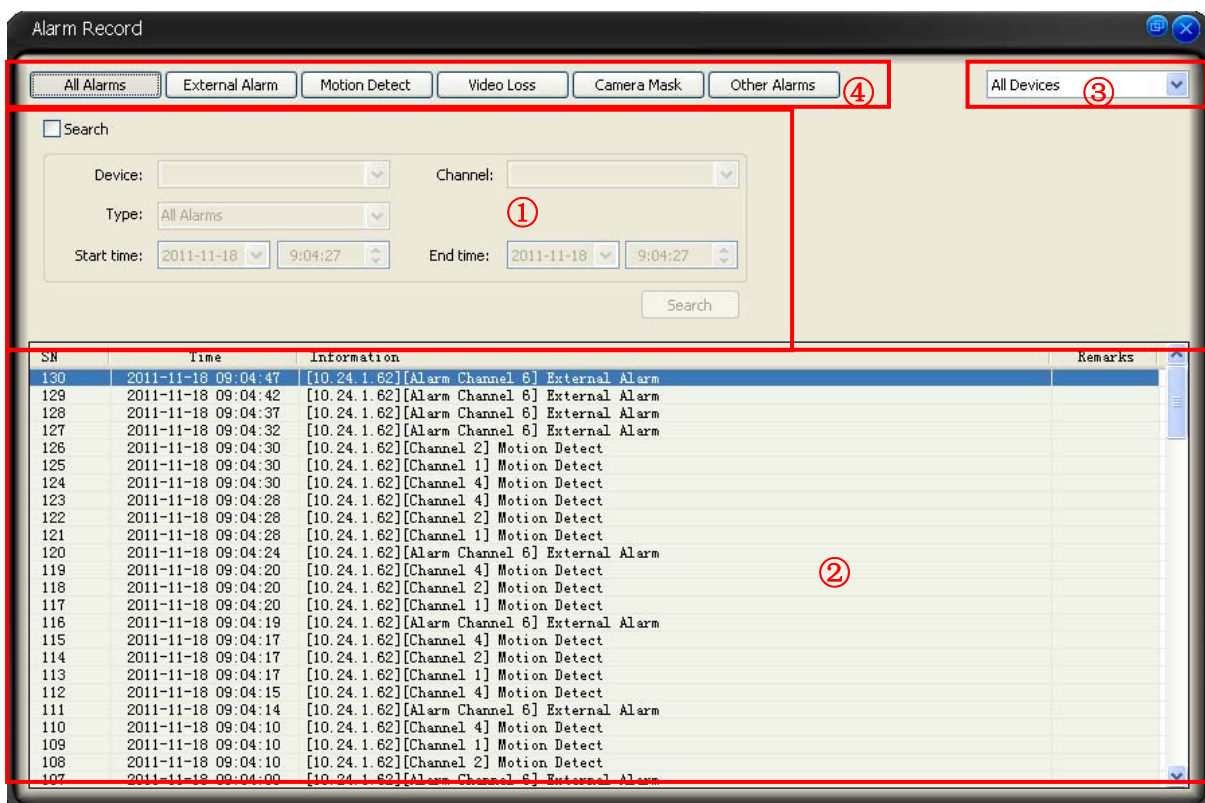 Alarm Record
All Alarms External Alarm Motion Detect Video Loss Camera Mask Other Alarms ④ All Devices ③
Search
Device: Channel:
Type: All Alarms ①
Start time: 2011-11-18 9:04:27 End time: 2011-11-18 9:04:27
Search
SN Time Information Remarks
130 2011-11-18 09:04:47 [10.24.1.62][Alarm Channel 6] External Alarm
129 2011-11-18 09:04:42 [10.24.1.62][Alarm Channel 6] External Alarm
128 2011-11-18 09:04:37 [10.24.1.62][Alarm Channel 6] External Alarm
127 2011-11-18 09:04:32 [10.24.1.62][Alarm Channel 6] External Alarm
126 2011-11-18 09:04:30 [10.24.1.62][Channel 2] Motion Detect
125 2011-11-18 09:04:30 [10.24.1.62][Channel 1] Motion Detect
124 2011-11-18 09:04:30 [10.24.1.62][Channel 4] Motion Detect
123 2011-11-18 09:04:28 [10.24.1.62][Channel 4] Motion Detect
122 2011-11-18 09:04:28 [10.24.1.62][Channel 2] Motion Detect
121 2011-11-18 09:04:28 [10.24.1.62][Channel 1] Motion Detect
120 2011-11-18 09:04:24 [10.24.1.62][Alarm Channel 6] External Alarm
119 2011-11-18 09:04:20 [10.24.1.62][Channel 4] Motion Detect ②
118 2011-11-18 09:04:20 [10.24.1.62][Channel 2] Motion Detect
117 2011-11-18 09:04:20 [10.24.1.62][Channel 1] Motion Detect
116 2011-11-18 09:04:19 [10.24.1.62][Alarm Channel 6] External Alarm
115 2011-11-18 09:04:17 [10.24.1.62][Channel 4] Motion Detect
114 2011-11-18 09:04:17 [10.24.1.62][Channel 2] Motion Detect
113 2011-11-18 09:04:17 [10.24.1.62][Channel 1] Motion Detect
112 2011-11-18 09:04:15 [10.24.1.62][Channel 4] Motion Detect
111 2011-11-18 09:04:14 [10.24.1.62][Alarm Channel 6] External Alarm
110 2011-11-18 09:04:10 [10.24.1.62][Channel 4] Motion Detect
109 2011-11-18 09:04:10 [10.24.1.62][Channel 1] Motion Detect
108 2011-11-18 09:04:10 [10.24.1.62][Channel 2] Motion Detect
107 2011-11-18 [10.24.1.62][Alarm Channel 6] External Alarm